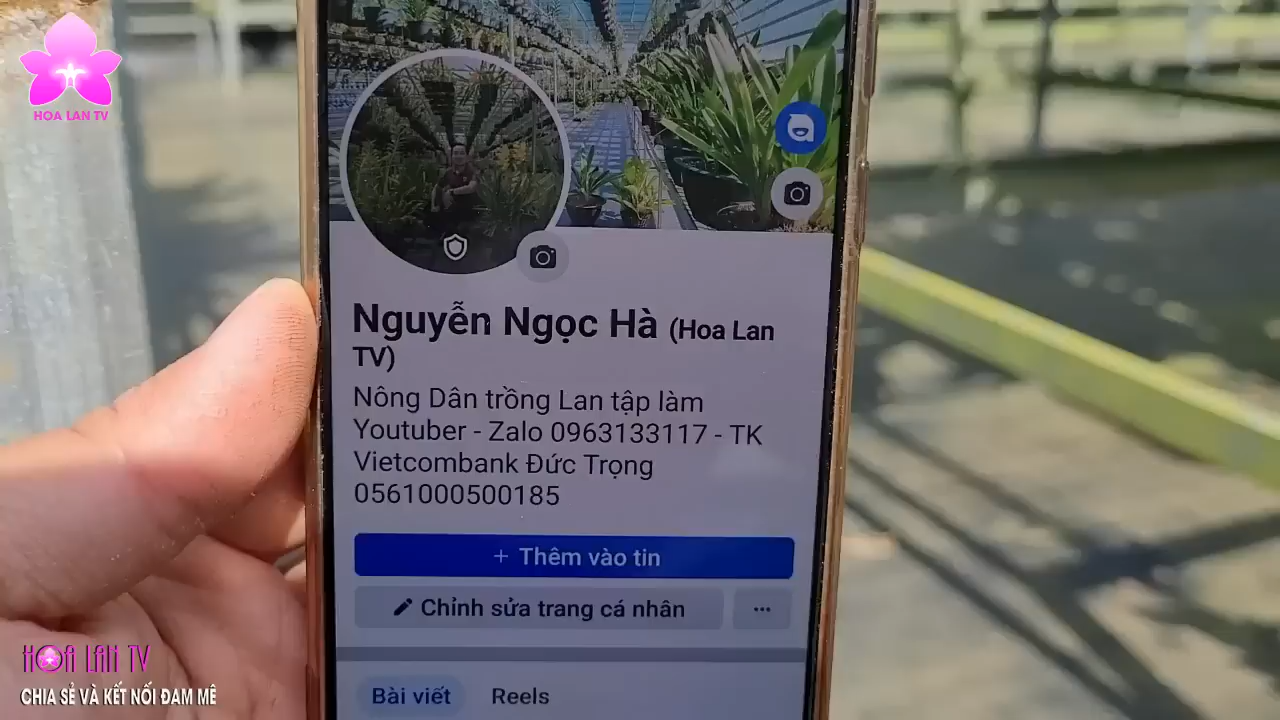 HOA LAN TV
Nguyễn Ngọc Hà (Hoa Lan
TV)
Nông Dân trồng Lan tập làm
Youtuber - Zalo 0963133117 - TK
Vietcombank Đức Trọng
0561000500185
+ Thêm vào tin
Chỉnh sửa trang cá nhân
...
Bài viết Reels
HOA LAN TV
CHIA SẺ VÀ KẾT NỐI ĐAM MÊ